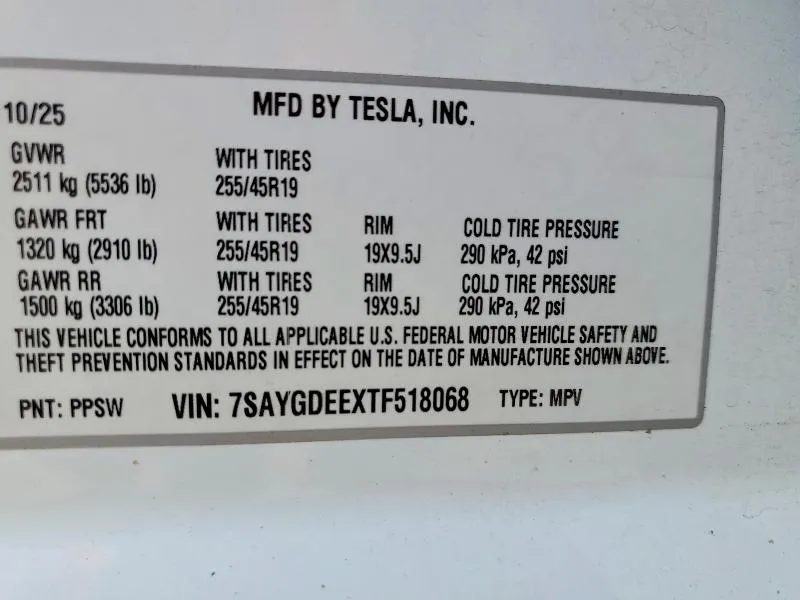 10/25 MFD BY TESLA, INC.
GVWR WITH TIRES
2511 kg (5536 lb) 255/45R19
GAWR FRT WITH TIRES RIM COLD TIRE PRESSURE
1320 kg (2910 lb) 255/45R19 19X9.5J 290 kPa, 42 psi
GAWR RR WITH TIRES RIM COLD TIRE PRESSURE
1500 kg (3306 lb) 255/45R19 19X9.5J 290 kPa, 42 psi
THIS VEHICLE CONFORMS TO ALL APPLICABLE U.S. FEDERAL MOTOR VEHICLE SAFETY AND
THEFT PREVENTION STANDARDS IN EFFECT ON THE DATE OF MANUFACTURE SHOWN ABOVE.
PNT: PPSW VIN: 7SAYGDEEXTF518068 TYPE: MPV